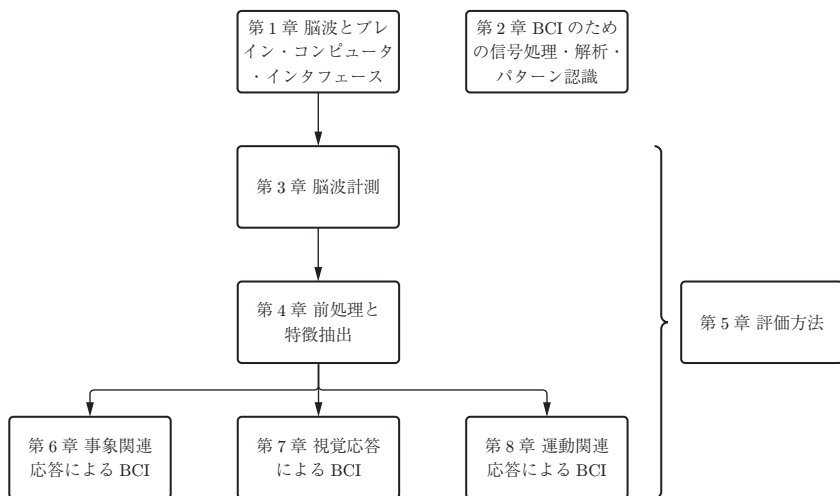 第 1 章 脳波とブレ
イン・コンピュータ
・インタフェース
第 2 章 BCI のため
の信号処理・解析・
パターン認識
第 3 章 脳波計測
第 4 章 前処理と
特徴抽出
第 5 章 評価方法
第 6 章 事象関連
応答による BCI
第 7 章 視覚応答
による BCI
第 8 章 運動関連
応答による BCI